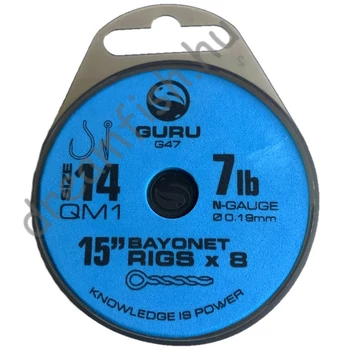 GURU
G47
SIZE 14
QM1
7lb
N-GAUGE
Ø 0.19mm
15" BAYONET
RIGS x 8
KNOWLEDGE IS POWER